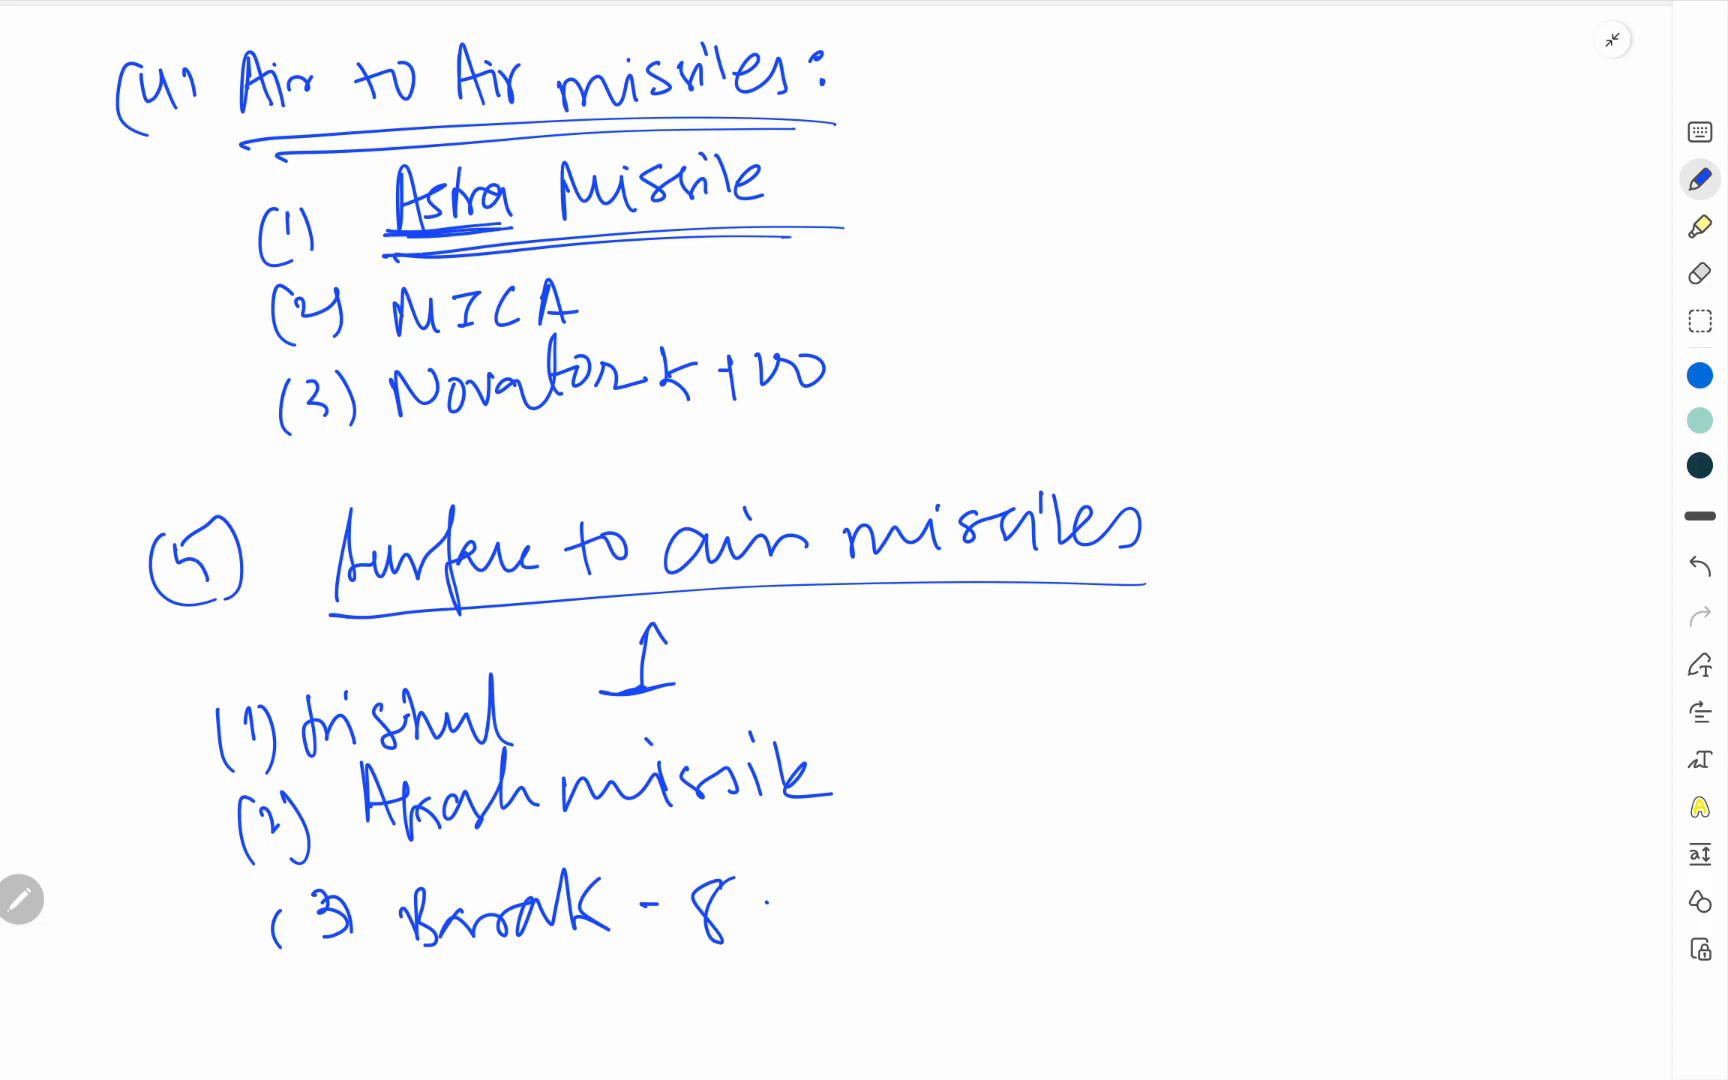 (4) Air to Air missiles:
(1) Astra Missile
(2) MICA
(3) Novator K+100
(5) Surface to air missiles
(1) trishul
(2) Akash missile
(3) Barak - 8.